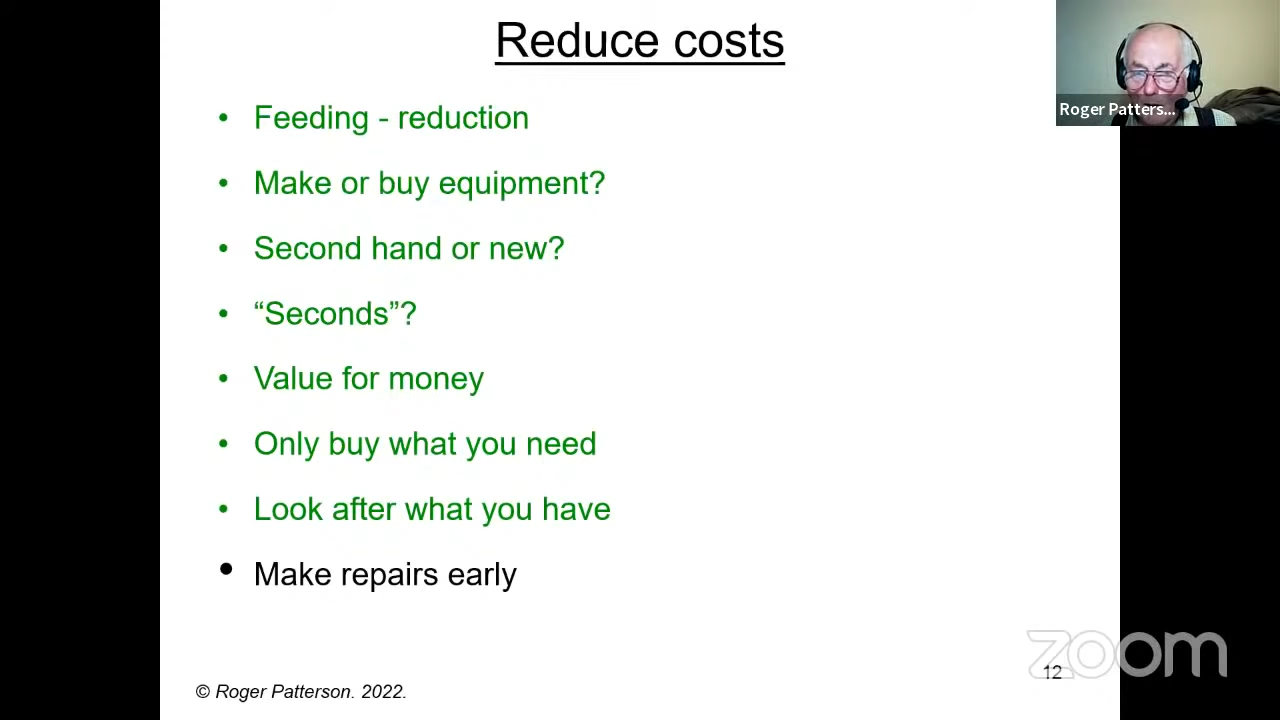 Reduce costs
• Feeding - reduction
• Make or buy equipment?
• Second hand or new?
• “Seconds”?
• Value for money
• Only buy what you need
• Look after what you have
• Make repairs early
© Roger Patterson. 2022.
12
zoom
Roger Patters...